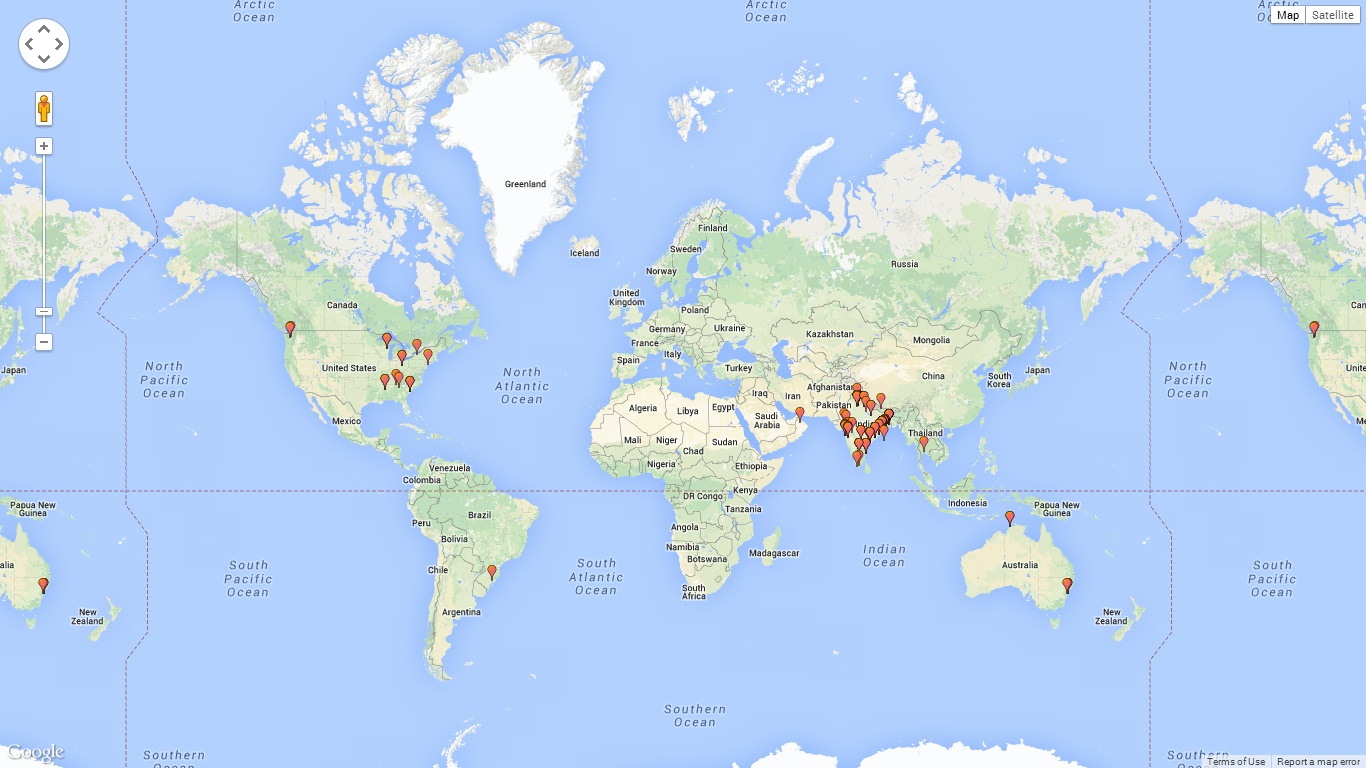 Arctic
Ocean
Arctic
Ocean
Map
Satellite
Greenland
Iceland
Finland
Sweden
Norway
Russia
United
Kingdom
Poland
Germany
Ukraine
France
Italy
Spain
Turkey
Kazakhstan
Mongolia
Canada
United States
Mexico
North
Pacific
Ocean
North
Atlantic
Ocean
Japan
China
South
Korea
Japan
North
Pacific
Ocean
Afghanistan
Pakistan
Iraq
Iran
Saudi
Arabia
Algeria
Libya
Egypt
Mali
Niger
Chad
Sudan
Nigeria
Ethiopia
Thailand
Venezuela
Colombia
DR Congo
Kenya
Tanzania
Indonesia
Papua New
Guinea
Papua New
Guinea
Peru
Brazil
Bolivia
Chile
Argentina
Angola
Namibia
Botswana
Madagascar
South
Africa
South
Pacific
Ocean
South
Atlantic
Ocean
Indian
Ocean
Australia
South
Pacific
Ocean
New
Zealand
New
Zealand
Southern
Ocean
Southern
Google
Terms of Use
Report a map error